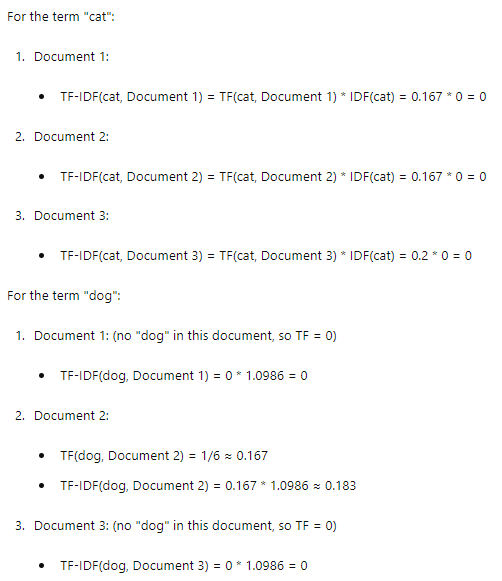 For the term "cat":
1. Document 1:
• TF-IDF(cat, Document 1) = TF(cat, Document 1) * IDF(cat) = 0.167 * 0 = 0
2. Document 2:
• TF-IDF(cat, Document 2) = TF(cat, Document 2) * IDF(cat) = 0.167 * 0 = 0
3. Document 3:
• TF-IDF(cat, Document 3) = TF(cat, Document 3) * IDF(cat) = 0.2 * 0 = 0
For the term "dog":
1. Document 1: (no "dog" in this document, so TF = 0)
• TF-IDF(dog, Document 1) = 0 * 1.0986 = 0
2. Document 2:
• TF(dog, Document 2) = 1/6 ≈ 0.167
• TF-IDF(dog, Document 2) = 0.167 * 1.0986 ≈ 0.183
3. Document 3: (no "dog" in this document, so TF = 0)
• TF-IDF(dog, Document 3) = 0 * 1.0986 = 0